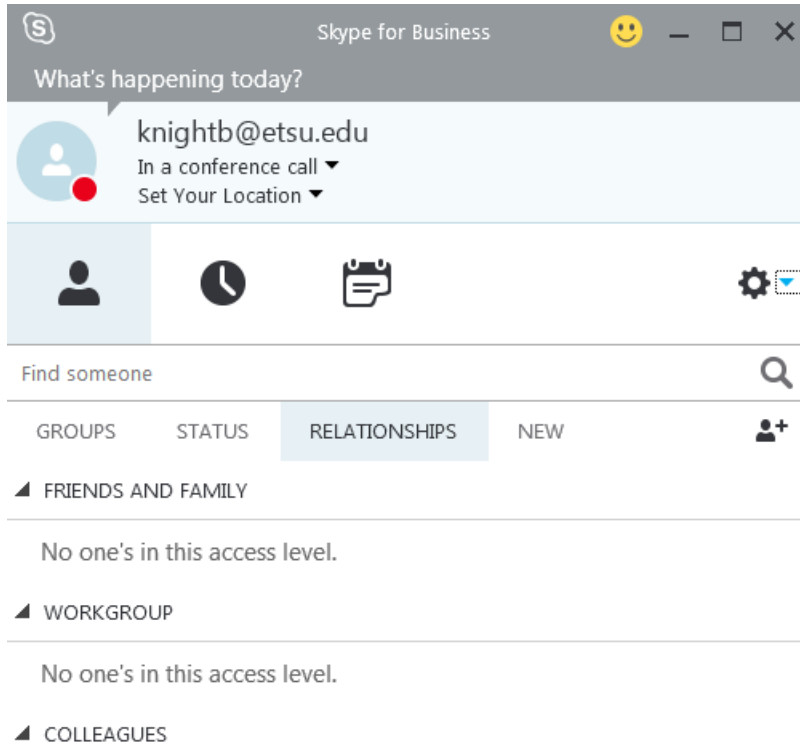 Skype for Business
What's happening today?
knightb@etsu.edu
In a conference call
Set Your Location
Find someone
GROUPS STATUS RELATIONSHIPS NEW
FRIENDS AND FAMILY
No one's in this access level.
WORKGROUP
No one's in this access level.
COLLEAGUES